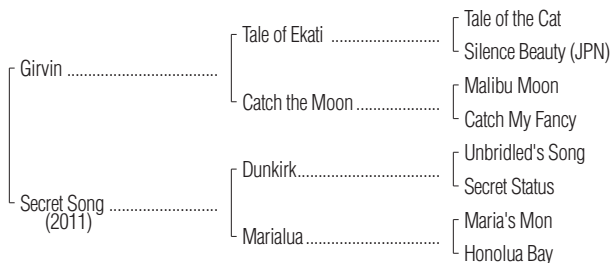 Tale of the Cat
Tale of Ekati ........................
Silence Beauty (JPN)
Girvin .................................
Malibu Moon
Catch the Moon ..................
Catch My Fancy
Unbridled's Song
Dunkirk................................
Secret Status
Secret Song ........................
(2011)
Maria's Mon
Marialua..............................
Honolua Bay